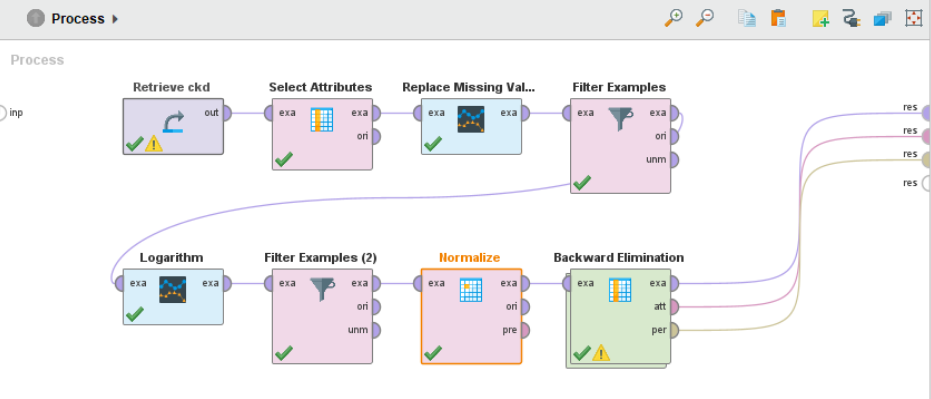 Process
Process
Retrieve ckd
Select Attributes
Replace Missing Val...
Filter Examples
inp
out
exa
exa
ori
exa
exa
exa
exa
ori
unm
res
res
res
res
Logarithm
Filter Examples (2)
Normalize
Backward Elimination
exa
exa
exa
exa
ori
unm
exa
exa
ori
pre
exa
exa
att
per